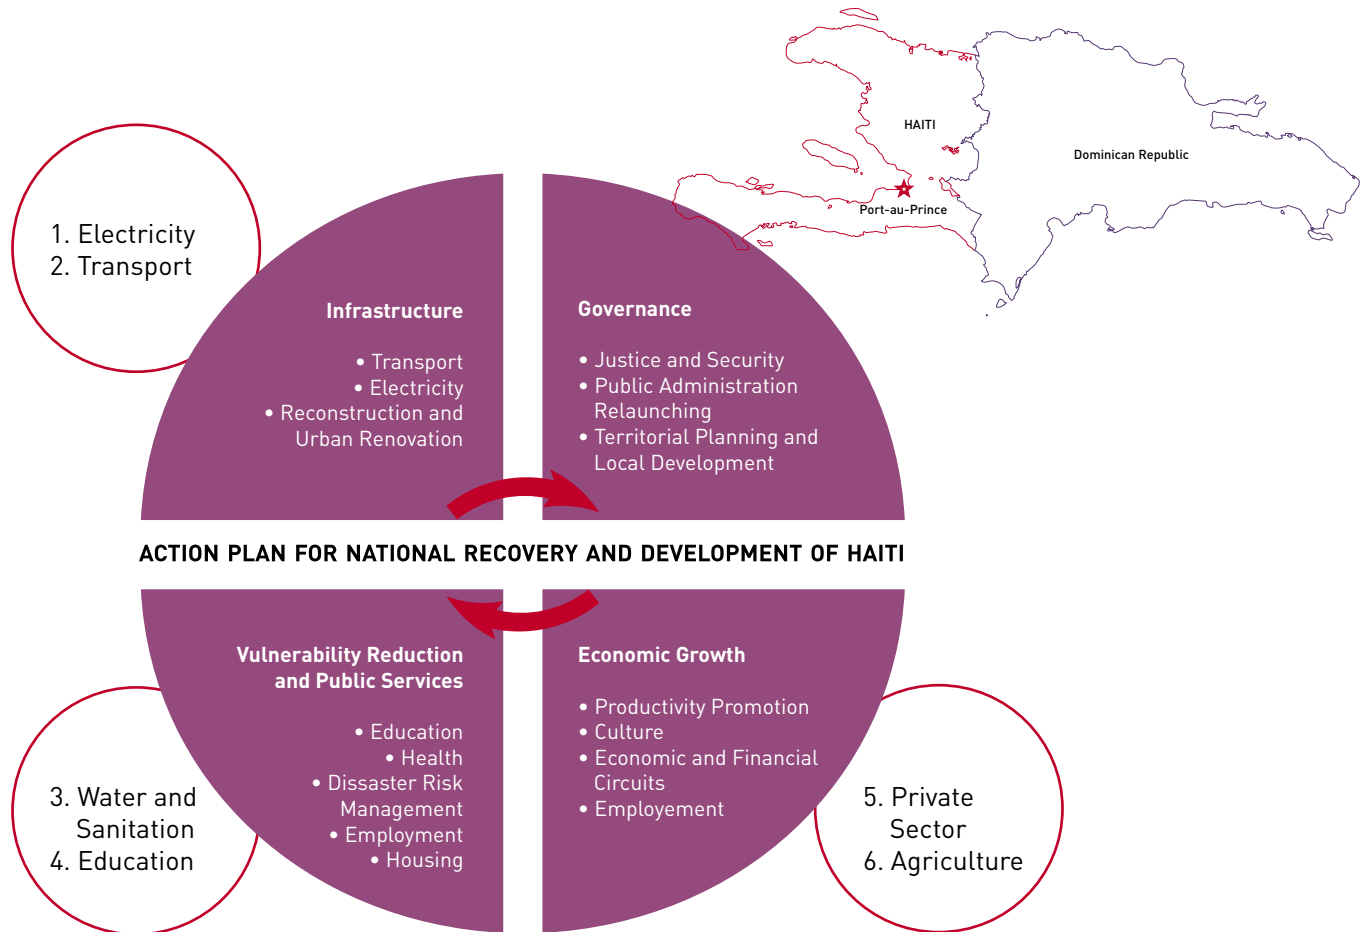 HAITI
Dominican Republic
Port-au-Prince
1. Electricity
2. Transport
Infrastructure
• Transport
• Electricity
• Reconstruction and
Urban Renovation
Governance
• Justice and Security
• Public Administration
Relaunching
• Territorial Planning and
Local Development
ACTION PLAN FOR NATIONAL RECOVERY AND DEVELOPMENT OF HAITI
Vulnerability Reduction
and Public Services
• Education
• Health
• Disaster Risk
Management
• Employment
• Housing
Economic Growth
• Productivity Promotion
• Culture
• Economic and Financial
Circuits
• Employement
3. Water and
Sanitation
4. Education
5. Private
Sector
6. Agriculture